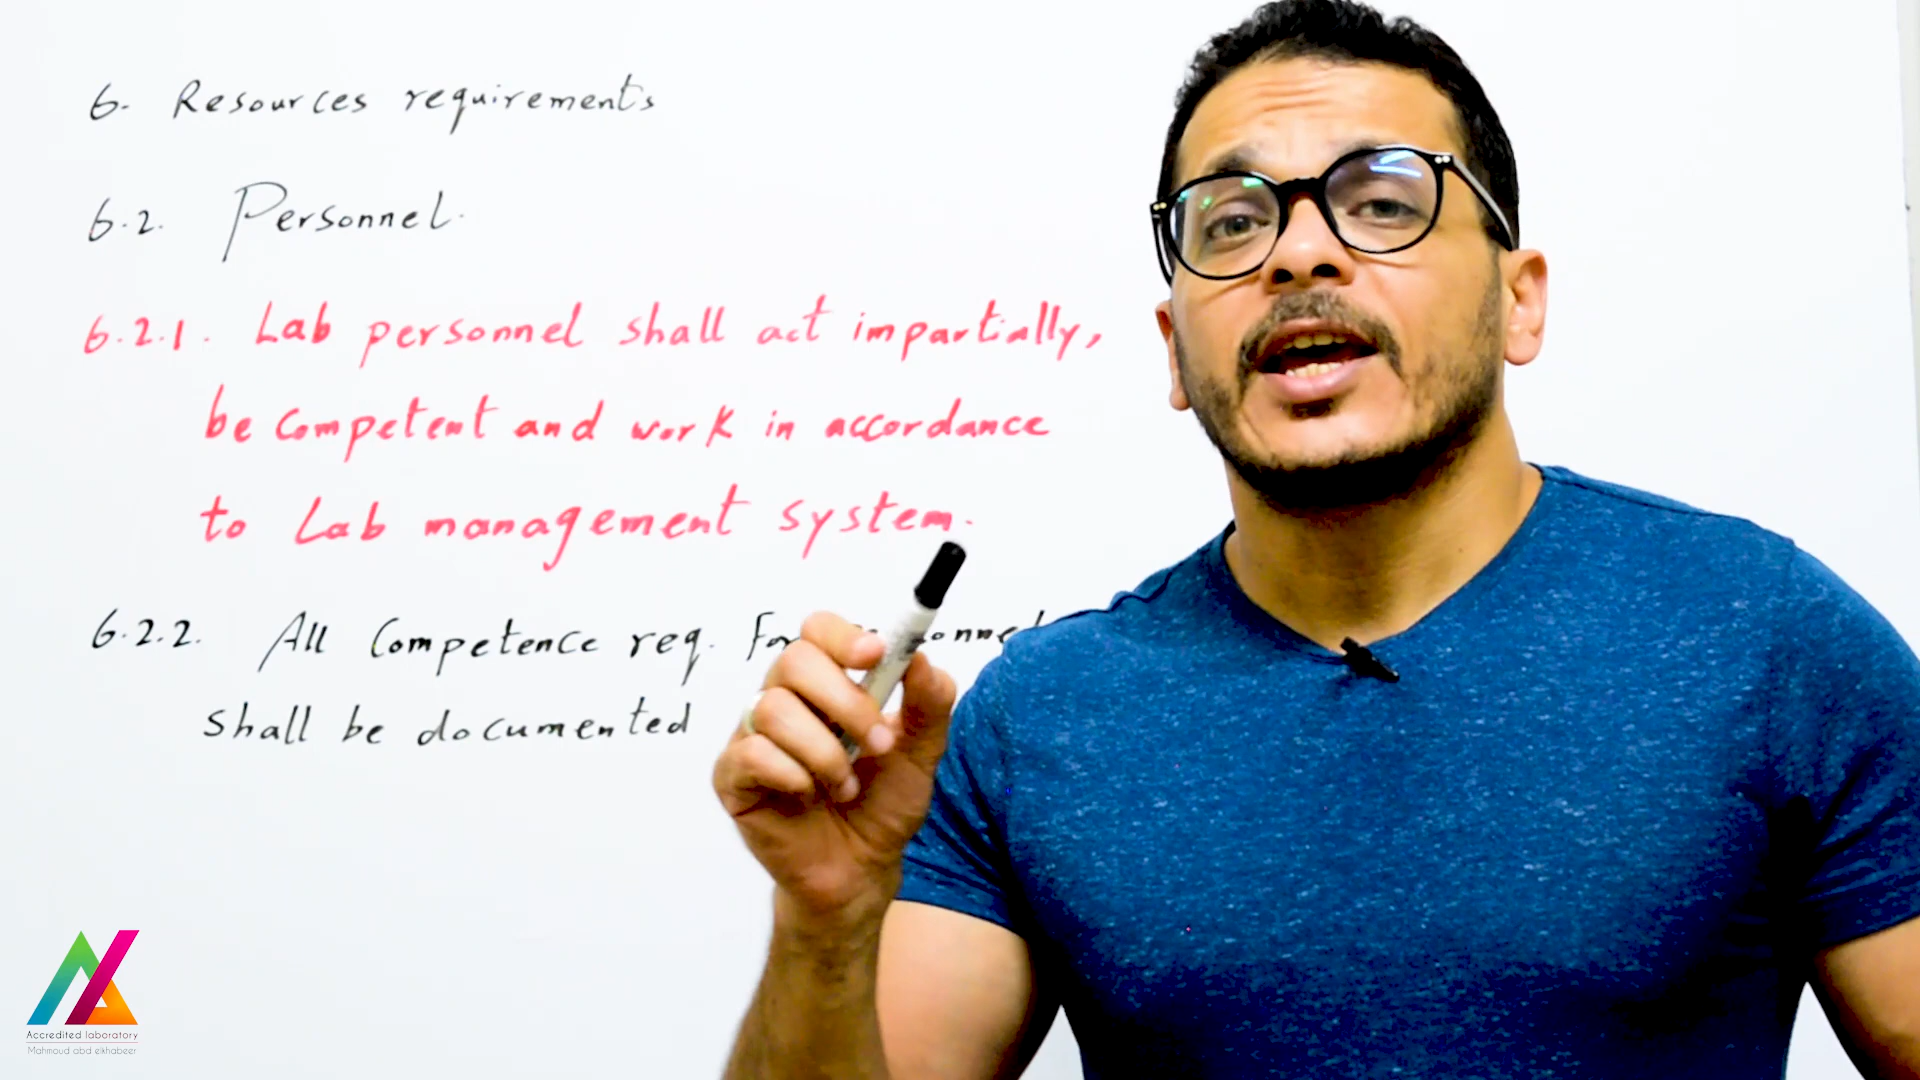 6. Resources requirements
6.2. Personnel.
6.2.1. Lab personnel shall act impartially,
be competent and work in accordance
to Lab management system.
6.2.2. All Competence req.
shall be documented
Accredited laboratory
Mahmoud abd elkhabeer